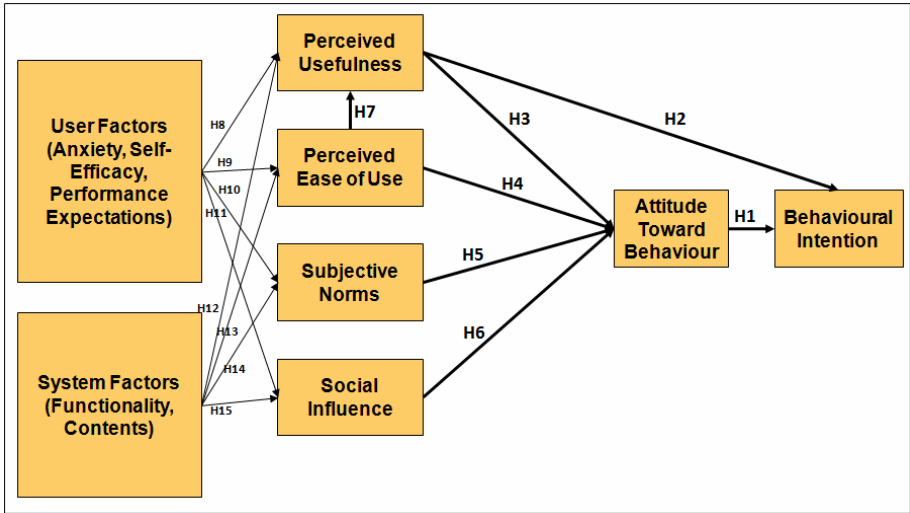 User Factors
(Anxiety, Self-
Efficacy,
Performance
Expectations)
System Factors
(Functionality,
Contents)
H8
H9
H10
H11
H12
H13
H14
H15
Perceived
Usefulness
H7
Perceived
Ease of Use
Subjective
Norms
Social
Influence
H3
H2
H4
H5
H6
Attitude
Toward
Behaviour
H1
Behavioural
Intention